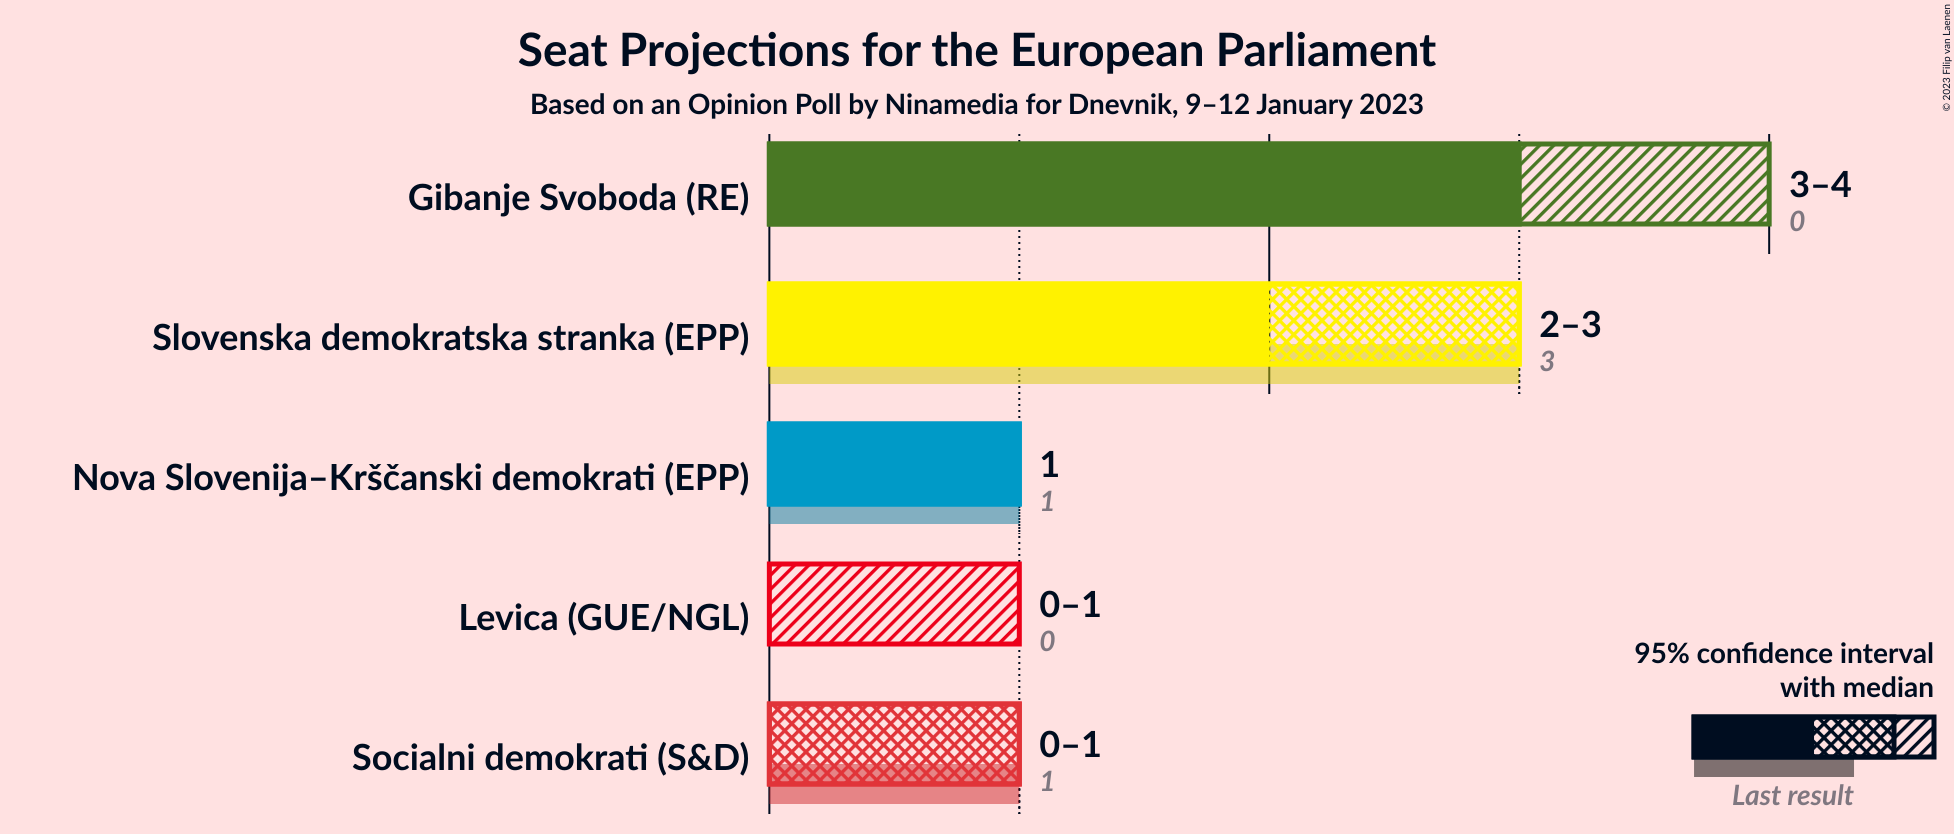 Seat Projections for the European Parliament
Based on an Opinion Poll by Ninamedia for Dnevnik, 9–12 January 2023
© 2023 Filip van Laenen
Gibanje Svoboda (RE)
3–4
0
Slovenska demokratska stranka (EPP)
2–3
3
Nova Slovenija–Krščanski demokrati (EPP)
1
1
Levica (GUE/NGL)
0–1
0
Socialni demokrati (S&D)
0–1
1
95% confidence interval
with median
Last result